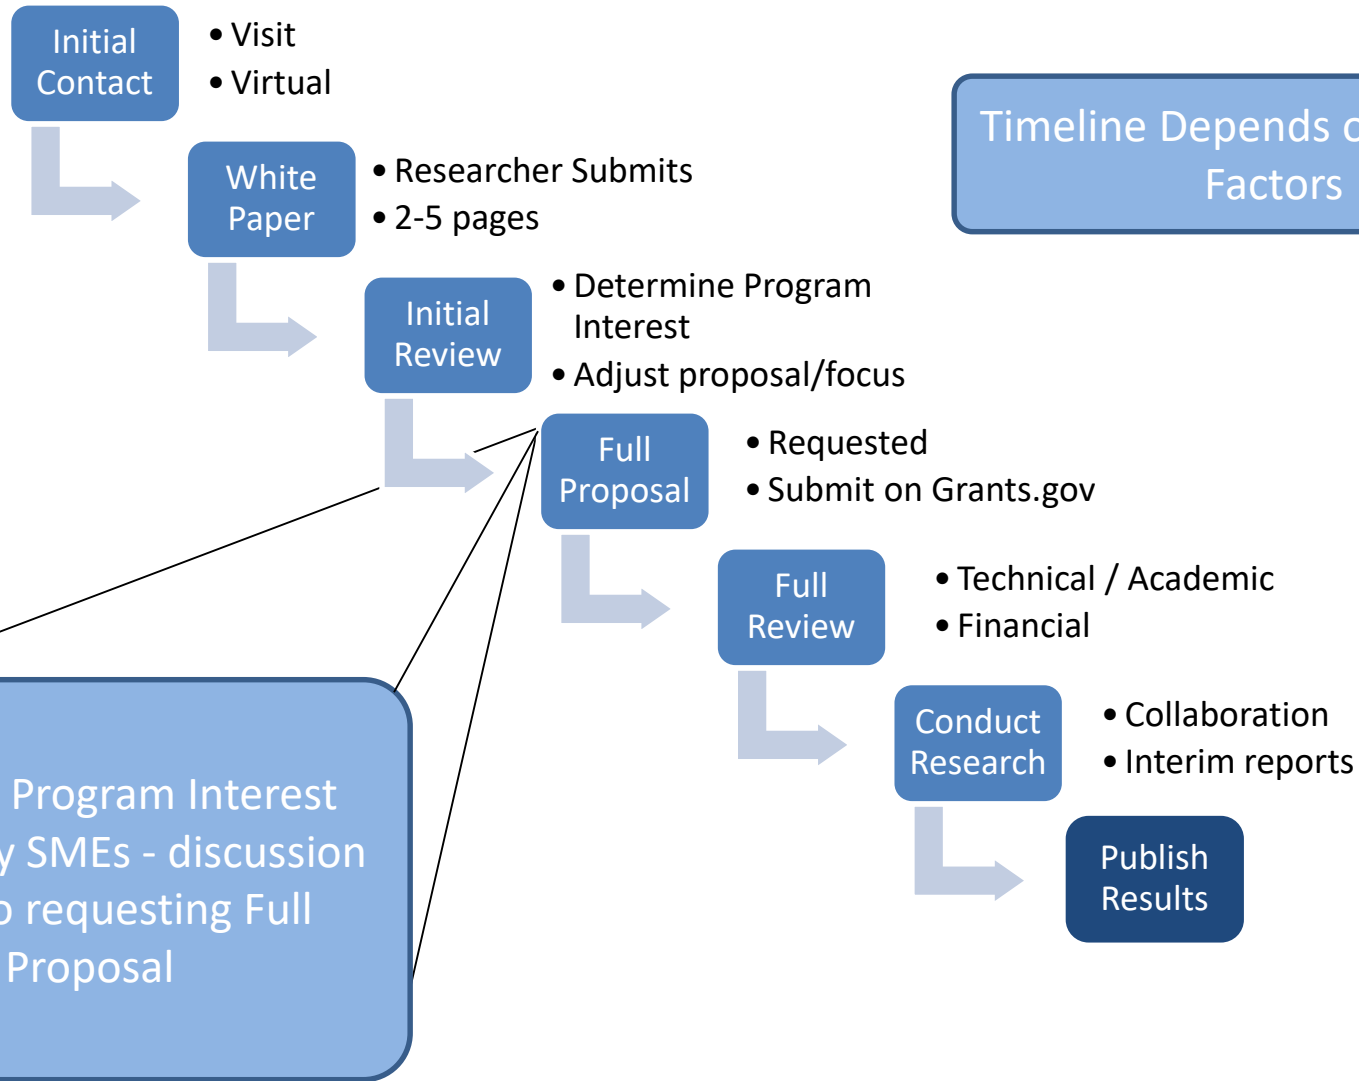 Initial
Contact
• Visit
• Virtual
Timeline Depends
Factors
White
Paper
• Researcher Submits
• 2-5 pages
Initial
Review
• Determine Program
Interest
• Adjust proposal/focus
Full
Proposal
• Requested
• Submit on Grants.gov
Full
Review
• Technical / Academic
• Financial
Conduct
Research
• Collaboration
• Interim reports
Program Interest
SMEs - discussion
requesting Full
Proposal
Publish
Results